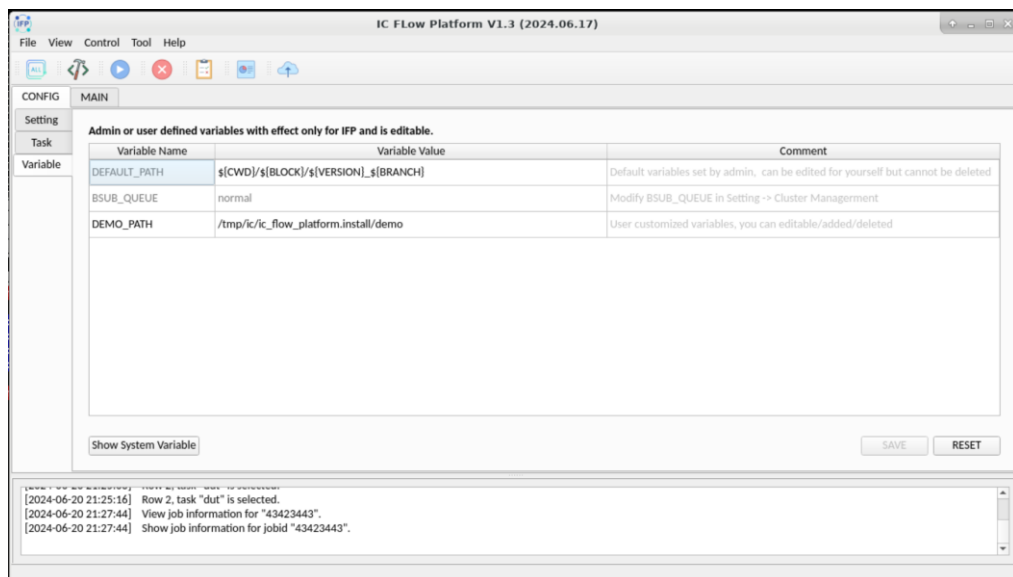 IFP
IC FLow Platform V1.3 (2024.06.17)
File View Control Tool Help
ALL
CONFIG MAIN
Setting
Task
Variable
Admin or user defined variables with effect only for IFP and is editable.
Variable Name Variable Value Comment
DEFAULT_PATH ${CWD}/${BLOCK}/${VERSION}_${BRANCH} Default variables set by admin, can be edited for yourself but cannot be deleted
BSUB_QUEUE normal Modify BSUB_QUEUE in Setting -> Cluster Managerment
DEMO_PATH /tmp/ic/ic_flow_platform.install/demo User customized variables, you can editable/added/deleted
Show System Variable SAVE RESET
[2024-06-20 21:25:16] Row 2, task "dut" is selected.
[2024-06-20 21:27:44] View job information for "43423443".
[2024-06-20 21:27:44] Show job information for jobid "43423443".